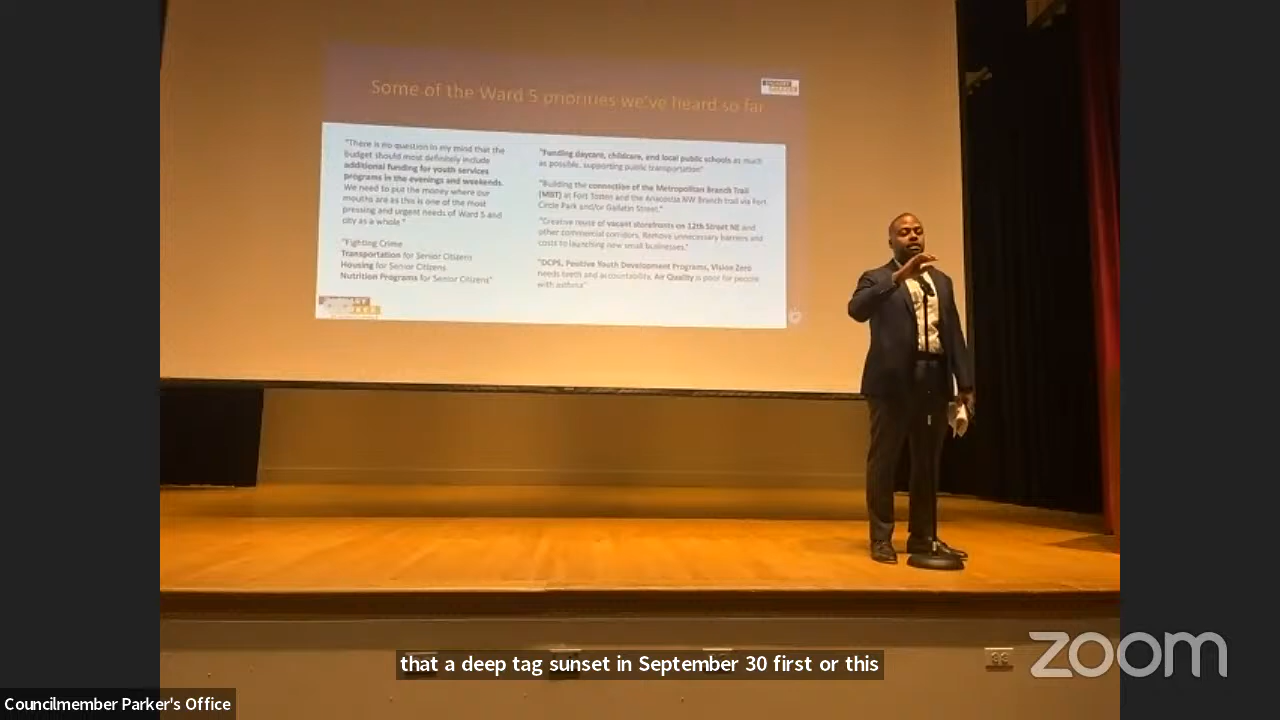 Some of the Ward 5 priorities we've heard so far
"There is no question in my mind that the
budget should most definitely include
additional funding for youth services
programs in the evenings and weekends.
We need to put the money where our
mouths are as this is one of the most
pressing and urgent needs of Ward 5 and
city as a whole."
"Fighting Crime
Transportation for Senior Citizens
Housing for Senior Citizens
Nutrition Programs for Senior Citizens"
"Funding daycare, childcare, and local public schools as much
as possible, supporting public transportation"
"Building the connection of the Metropolitan Branch Trail
(MBT) at Fort Totten and the Anacostia NW Branch trail via Fort
Circle Park and/or Gallatin Street."
"Creative reuse of vacant storefronts on 12th Street NE and
other commercial corridors. Remove unnecessary barriers and
costs to launching new small businesses."
"DCPS, Positive Youth Development Programs, Vision Zero
needs teeth and accountability, Air Quality is poor for people
with asthma"
that a deep tag sunset in September 30 first or this
zoom
Councilmember Parker's Office